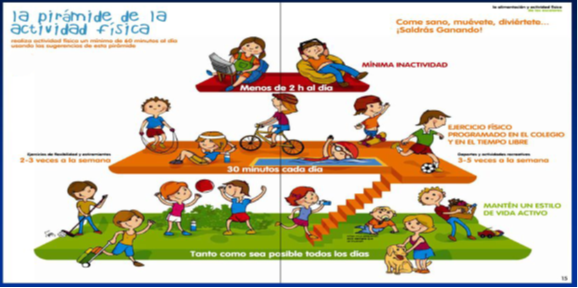 la pirámide de la
actividad física
realiza actividad física un mínimo de 60 minutos al día
usando las sugerencias de esta pirámide
la alimentación y actividad física
Come sano, muévete, diviértete...
¡Saldrás Ganando!
MÍNIMA INACTIVIDAD
Menos de 2 h al día
EJERCICIO FÍSICO
PROGRAMADO EN EL COLEGIO
Y EN EL TIEMPO LIBRE
Ejercicios de flexibilidad y estiramientos
2-3 veces a la semana
Deportes y actividades recreativas
3-5 veces a la semana
30 minutos cada día
MANTÉN UN ESTILO
DE VIDA ACTIVO
Tanto como sea posible todos los días
15